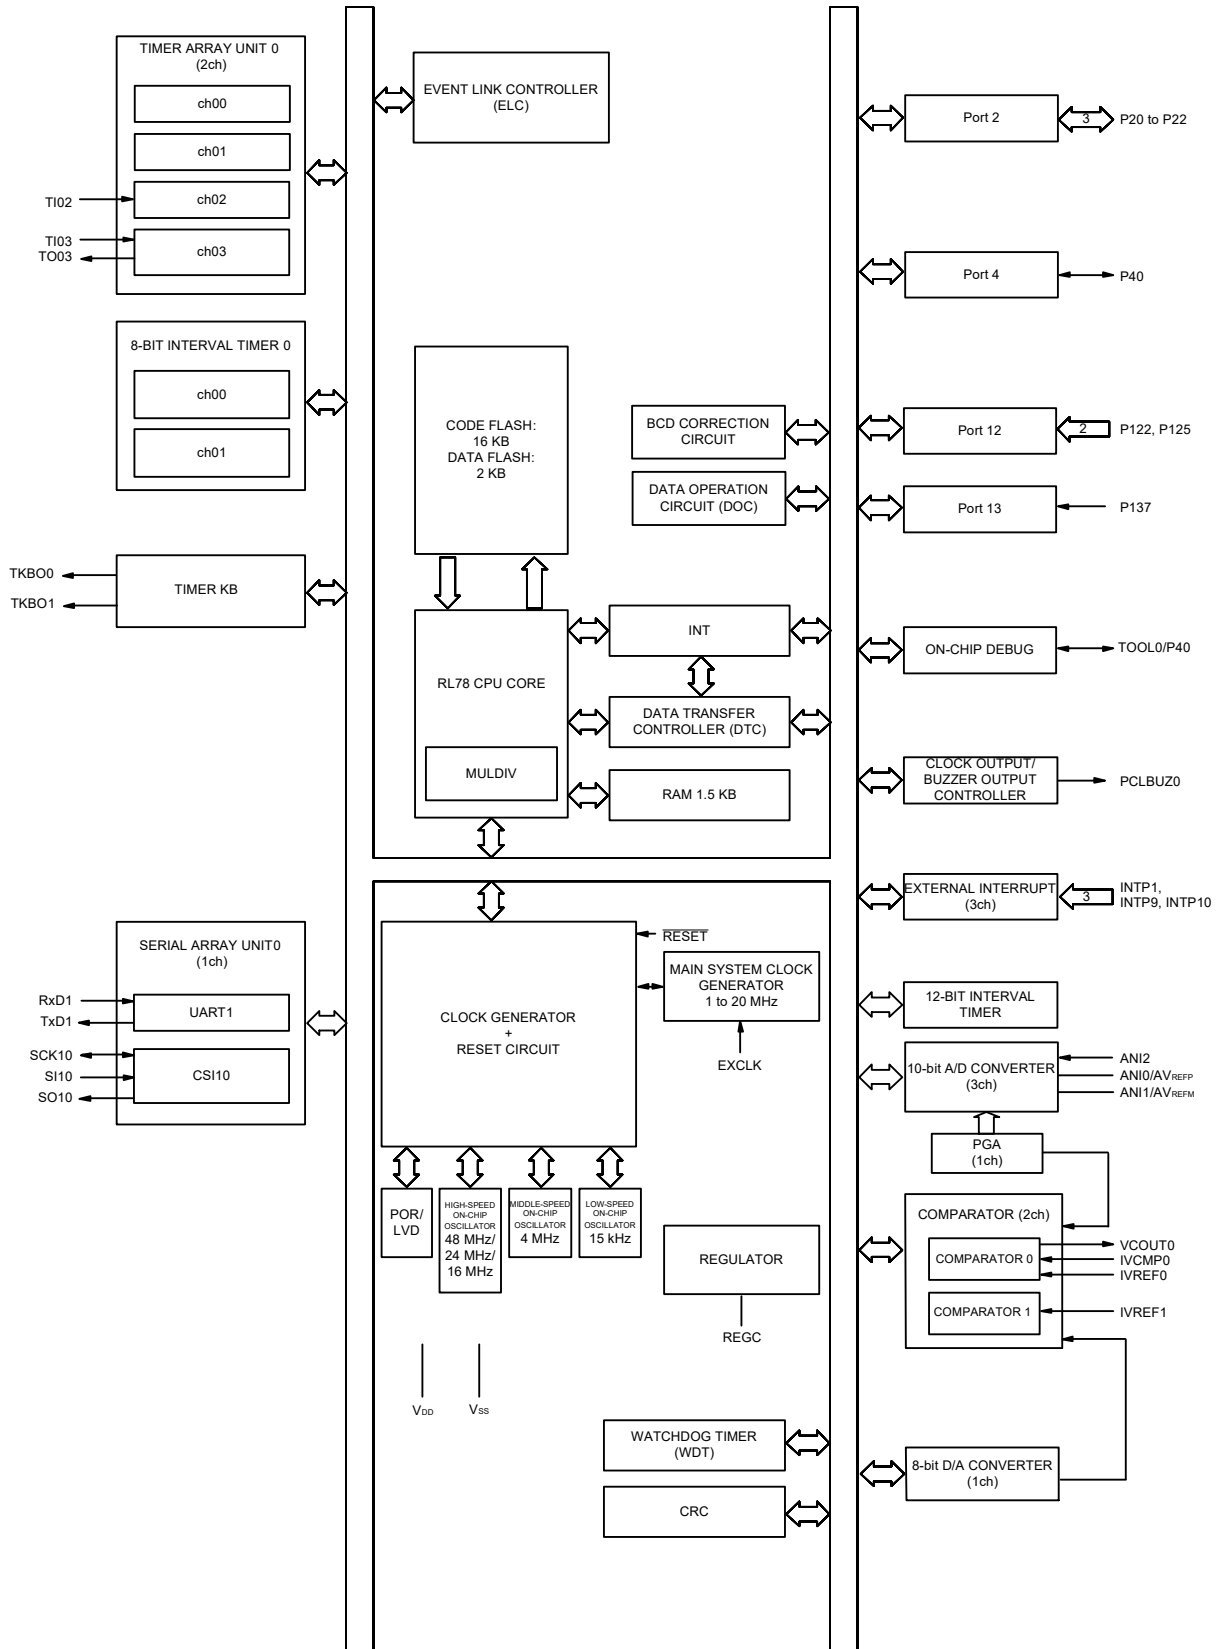 TIMER ARRAY UNIT 0
(2ch)
ch00
ch01
TI02
ch02
TI03
TO03
ch03
8-BIT INTERVAL TIMER 0
ch00
ch01
TKBO0
TKBO1
TIMER KB
SERIAL ARRAY UNIT0
(1ch)
RxD1
TxD1
UART1
SCK10
SI10
SO10
CSI10
EVENT LINK CONTROLLER
(ELC)
CODE FLASH:
16 KB
DATA FLASH:
2 KB
BCD CORRECTION
CIRCUIT
DATA OPERATION
CIRCUIT (DOC)
RL78 CPU CORE
MULDIV
INT
DATA TRANSFER
CONTROLLER (DTC)
RAM 1.5 KB
CLOCK GENERATOR
+
RESET CIRCUIT
RESET
MAIN SYSTEM CLOCK
GENERATOR
1 to 20 MHz
EXCLK
POR/
LVD
HIGH-SPEED
ON-CHIP
OSCILLATOR
48 MHz/
24 MHz/
16 MHz
MIDDLE-SPEED
ON-CHIP
OSCILLATOR
4 MHz
LOW-SPEED
ON-CHIP
OSCILLATOR
15 kHz
REGULATOR
REGC
VDD
VSS
WATCHDOG TIMER
(WDT)
CRC
Port 2
3
P20 to P22
Port 4
P40
Port 12
2
P122, P125
Port 13
P137
ON-CHIP DEBUG
TOOL0/P40
CLOCK OUTPUT/
BUZZER OUTPUT
CONTROLLER
PCLBUZ0
EXTERNAL INTERRUPT
(3ch)
3
INTP1,
INTP9, INTP10
12-BIT INTERVAL
TIMER
10-bit A/D CONVERTER
(3ch)
ANI2
ANI0/AVREFP
ANI1/AVREFM
PGA
(1ch)
COMPARATOR (2ch)
COMPARATOR 0
VCOUT0
IVCMP0
IVREF0
COMPARATOR 1
IVREF1
8-bit D/A CONVERTER
(1ch)